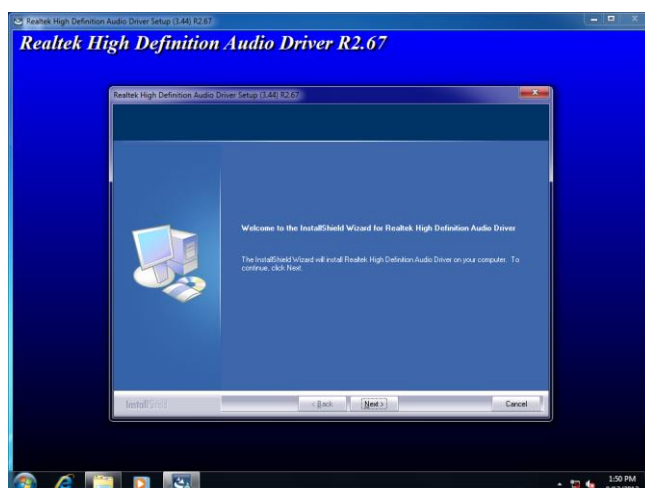 Realtek High Definition Audio Driver Setup (3.44) R2.67
Realtek High Definition Audio Driver R2.67
Realtek High Definition Audio Driver Setup (3.44) R2.67
Welcome to the InstallShield Wizard for Realtek High Definition Audio Driver
The InstallShield Wizard will install Realtek High Definition Audio Driver on your computer. To
continue, click Next.
InstallShield
< Back
Next >
Cancel
1:50 PM